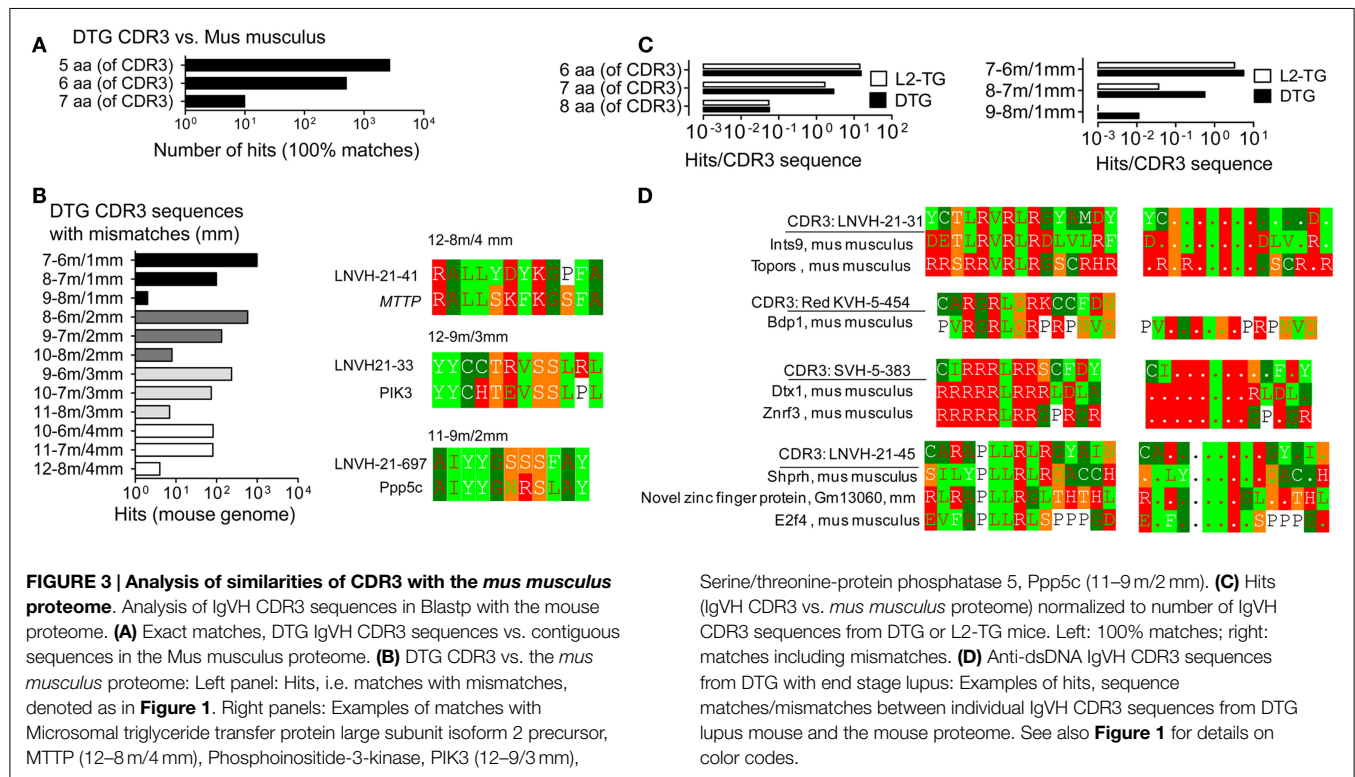 A
DTG CDR3 vs. Mus musculus
5 aa (of CDR3)
6 aa (of CDR3)
7 aa (of CDR3)
10^0 10^1 10^2 10^3 10^4
Number of hits (100% matches)
B
DTG CDR3 sequences
with mismatches (mm)
7-6m/1mm
8-7m/1mm
9-8m/1mm
8-6m/2mm
9-7m/2mm
10-8m/2mm
9-6m/3mm
10-7m/3mm
11-8m/3mm
10-6m/4mm
11-7m/4mm
12-8m/4mm
10^0 10^1 10^2 10^3 10^4
Hits (mouse genome)
12-8m/4 mm
LNVH-21-41 RALLYDYKGPFA
MTTP RALLSKFKGSFA
12-9m/3mm
LNVH21-33 YYCCTRVSSLRL
PIK3 YYCHTEVSSLPL
11-9m/2mm
LNVH-21-697 AIYYGSSSFAY
Ppp5c AIYYGNRSLAY
C
6 aa (of CDR3)
7 aa (of CDR3)
8 aa (of CDR3)
L2-TG
DTG
10^-3 10^-2 10^-1 10^0 10^1 10^2
Hits/CDR3 sequence
7-6m/1mm
8-7m/1mm
9-8m/1mm
L2-TG
DTG
10^-3 10^-2 10^-1 10^0 10^1
Hits/CDR3 sequence
D
CDR3: LNVH-21-31 YCTLRVRLRGYAMDY
Ints9, mus musculus DETLRVRLRDLVLRF
Topors, mus musculus RRSRRVRLRGSCRHR
CDR3: Red KVH-5-454 CARGRLQRKCCFDY
Bdp1, mus musculus PVRGRLQRPRPNVQ
CDR3: SVH-5-383 CIRRRLRRSCFDY
Dtx1, mus musculus RRRRRLRRRLDLA
Znrf3, mus musculus RRRRRLRRGPRGR
CDR3: LNVH-21-45 CARAPLLRLRGYAIN
Shprh, mus musculus SILYPLLRLRQACCH
Novel zinc finger protein, Gm13060, mm RLRAPLLRGLTHTHL
E2f4, mus musculus EVFAPLLRLSPPPGD
FIGURE 3 | Analysis of similarities of CDR3 with the mus musculus
proteome. Analysis of IgVH CDR3 sequences in Blastp with the mouse
proteome. (A) Exact matches, DTG IgVH CDR3 sequences vs. contiguous
sequences in the Mus musculus proteome. (B) DTG CDR3 vs. the mus
musculus proteome: Left panel: Hits, i.e. matches with mismatches,
denoted as in Figure 1. Right panels: Examples of matches with
Microsomal triglyceride transfer protein large subunit isoform 2 precursor,
MTTP (12–8 m/4 mm), Phosphoinositide-3-kinase, PIK3 (12–9/3 mm),
Serine/threonine-protein phosphatase 5, Ppp5c (11–9 m/2 mm). (C) Hits
(IgVH CDR3 vs. mus musculus proteome) normalized to number of IgVH
CDR3 sequences from DTG or L2-TG mice. Left: 100% matches; right:
matches including mismatches. (D) Anti-dsDNA IgVH CDR3 sequences
from DTG with end stage lupus: Examples of hits, sequence
matches/mismatches between individual IgVH CDR3 sequences from DTG
lupus mouse and the mouse proteome. See also Figure 1 for details on
color codes.